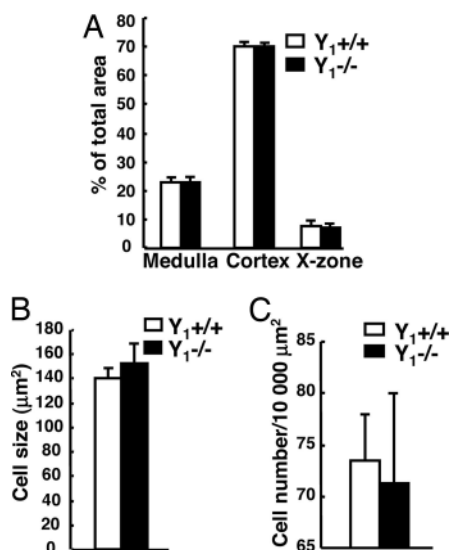 A
80
70
60
50
40
30
20
10
0
% of total area
Y1+/+
Y1-/-
Medulla Cortex X-zone
B
Y1+/+
Y1-/-
180
160
140
120
100
80
60
40
20
0
Cell size (μm²)
C
Y1+/+
Y1-/-
85
80
75
70
65
Cell number/10 000 μm²